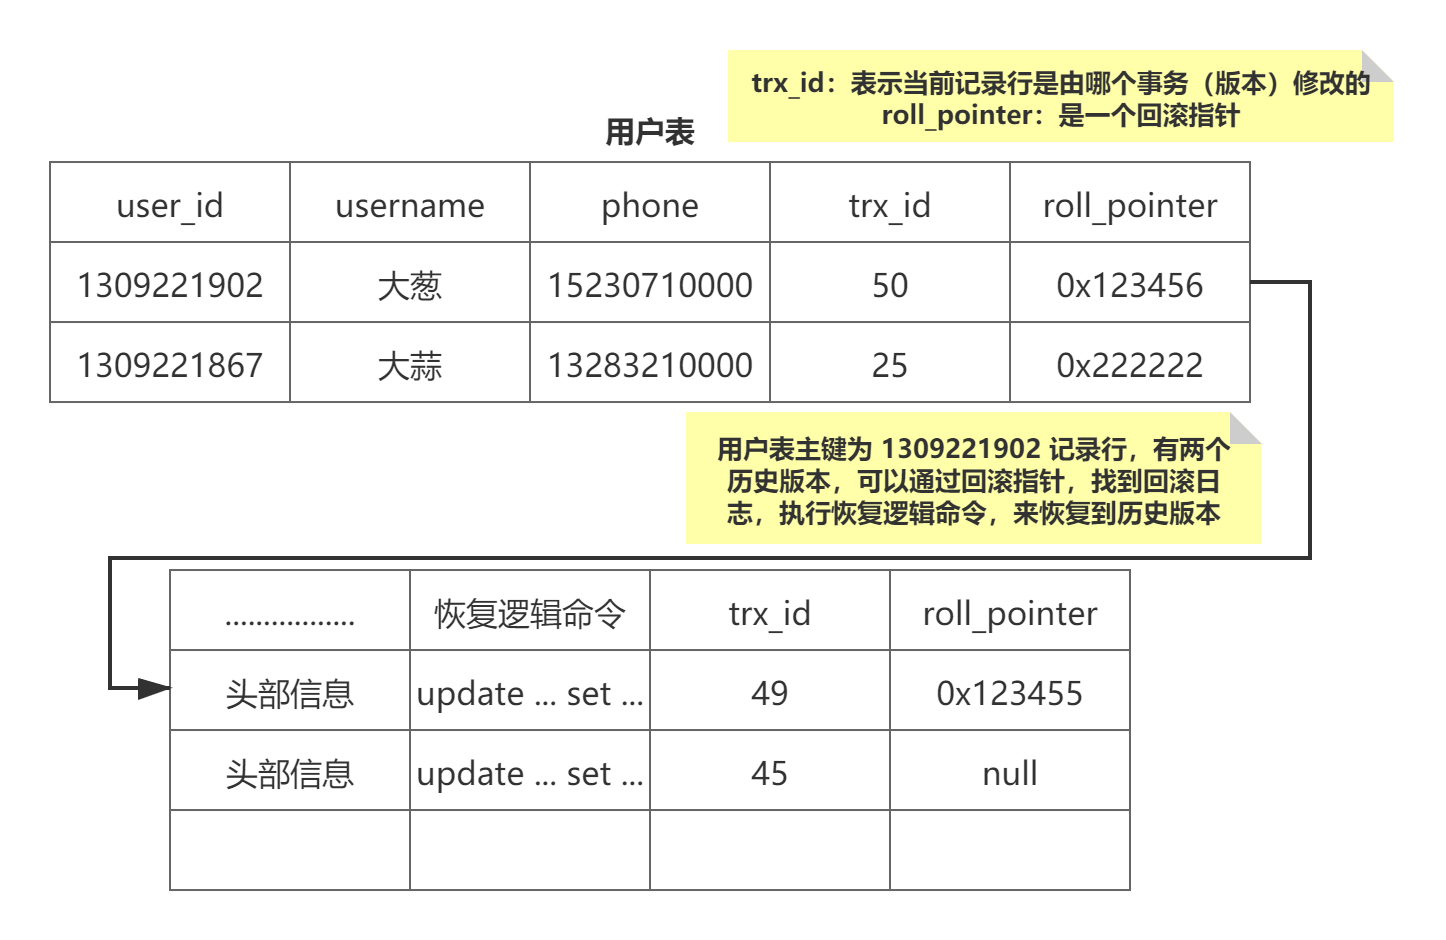 trx_id：表示当前记录行是由哪个事务（版本）修改的
roll_pointer：是一个回滚指针
用户表
user_id username phone trx_id roll_pointer
1309221902 大葱 15230710000 50 0x123456
1309221867 大蒜 13283210000 25 0x222222
用户表主键为 1309221902 记录行，有两个
历史版本，可以通过回滚指针，找到回滚日
志，执行恢复逻辑命令，来恢复到历史版本
................. 恢复逻辑命令 trx_id roll_pointer
头部信息 update ... set ... 49 0x123455
头部信息 update ... set ... 45 null